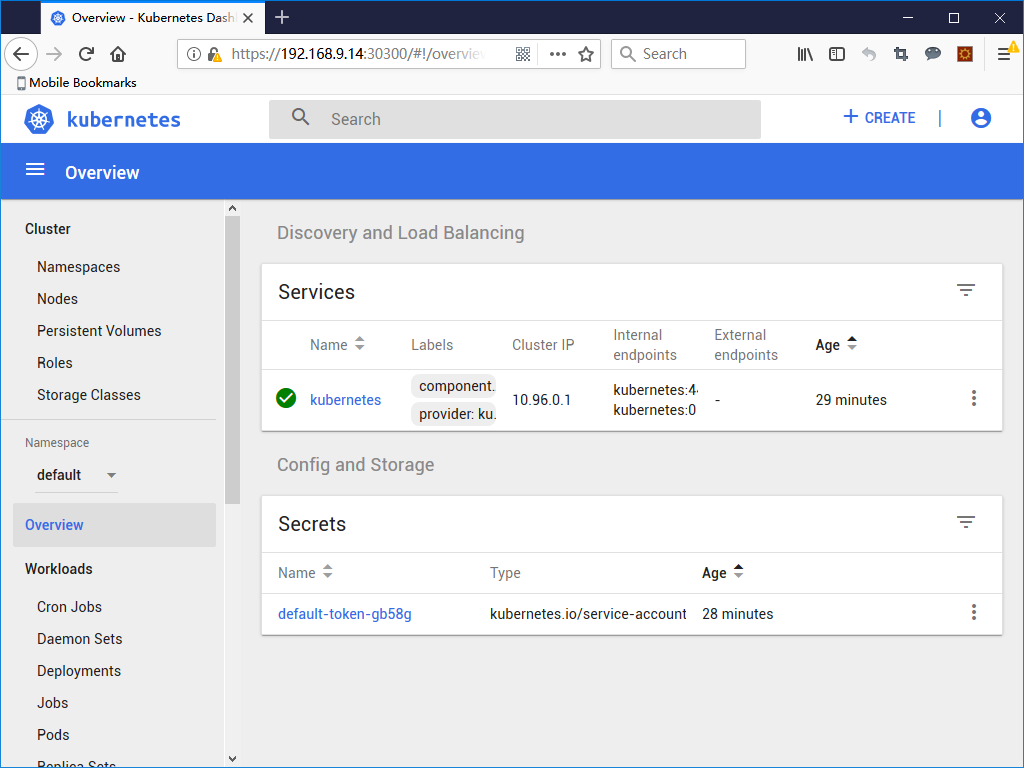 Overview - Kubernetes Dash
https://192.168.9.14:30300/#!/overview
Search
Mobile Bookmarks
kubernetes
Search
CREATE
Overview
Cluster
Namespaces
Nodes
Persistent Volumes
Roles
Storage Classes
Namespace
default
Overview
Workloads
Cron Jobs
Daemon Sets
Deployments
Jobs
Pods
Replica Sets
Discovery and Load Balancing
Services
Name Labels Cluster IP Internal endpoints External endpoints Age
kubernetes component. provider: ku. 10.96.0.1 kubernetes:44 kubernetes:0 - 29 minutes
Config and Storage
Secrets
Name Type Age
default-token-gb58g kubernetes.io/service-account 28 minutes